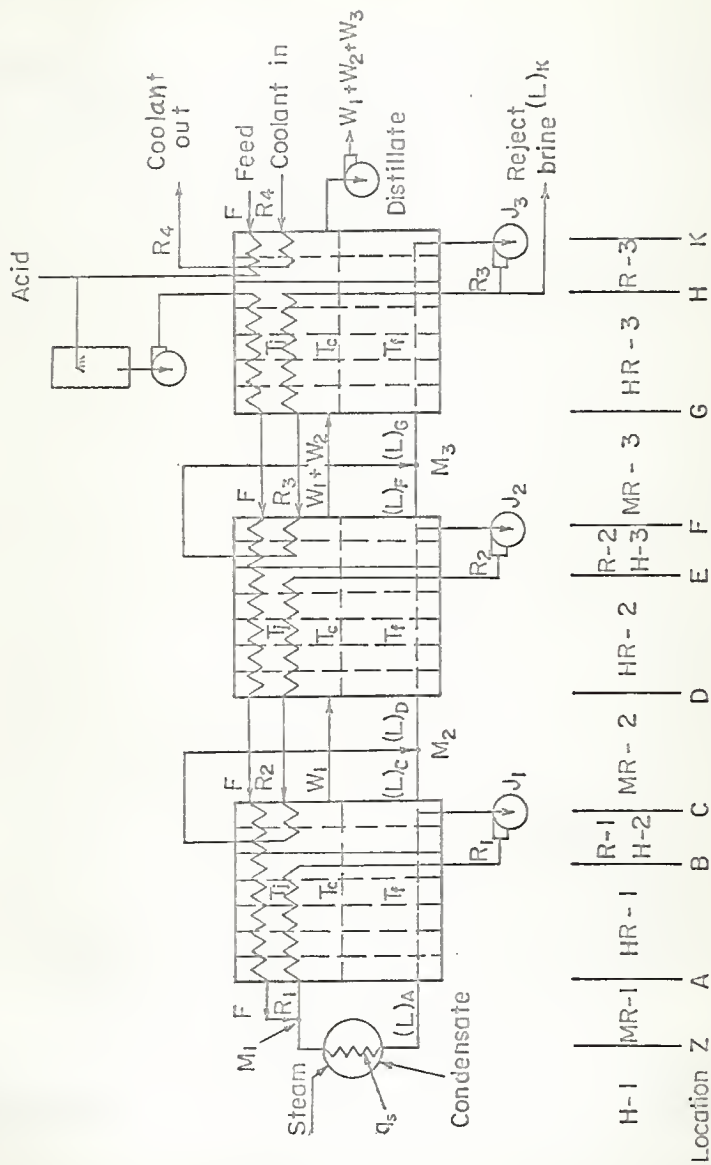 Acid
Coolant out
R4
F
Feed
R4
Coolant in
W1+W2+W3
Distillate
J3
Reject brine (L)K
R3
Tj
Tc
Tf
F
R3
W1+W2
(L)F
(L)G
M3
J2
R2
Tj
Tc
Tf
F
R2
W1
(L)C
(L)D
M2
J1
R1
Tj
Tc
Tf
F
R1
M1
(L)A
Steam
qs
Condensate
H-1
MR-1
HR-1
R-1
H-2
MR-2
HR-2
R-2
H-3
MR-3
HR-3
R-3
Location Z A B C D E F G H K